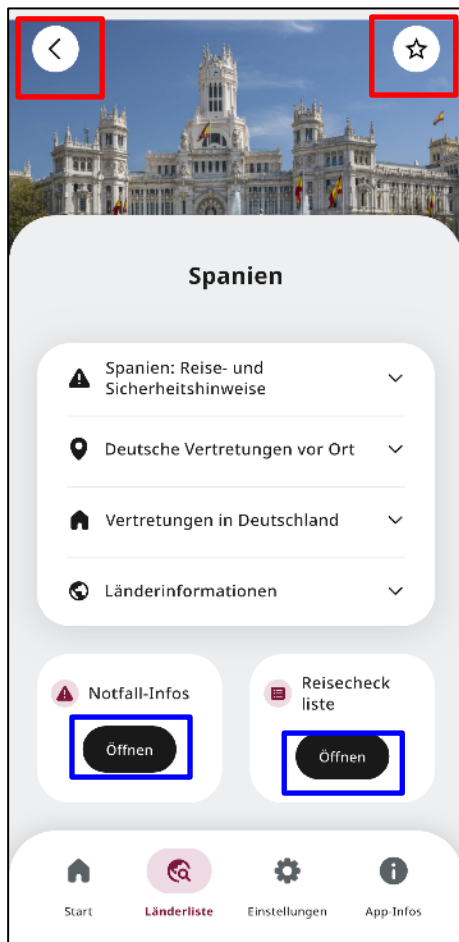 Spanien
Spanien: Reise- und
Sicherheitshinweise
Deutsche Vertretungen vor Ort
Vertretungen in Deutschland
Länderinformationen
Notfall-Infos
Öffnen
Reisecheck
liste
Öffnen
Start
Länderliste
Einstellungen
App-Infos